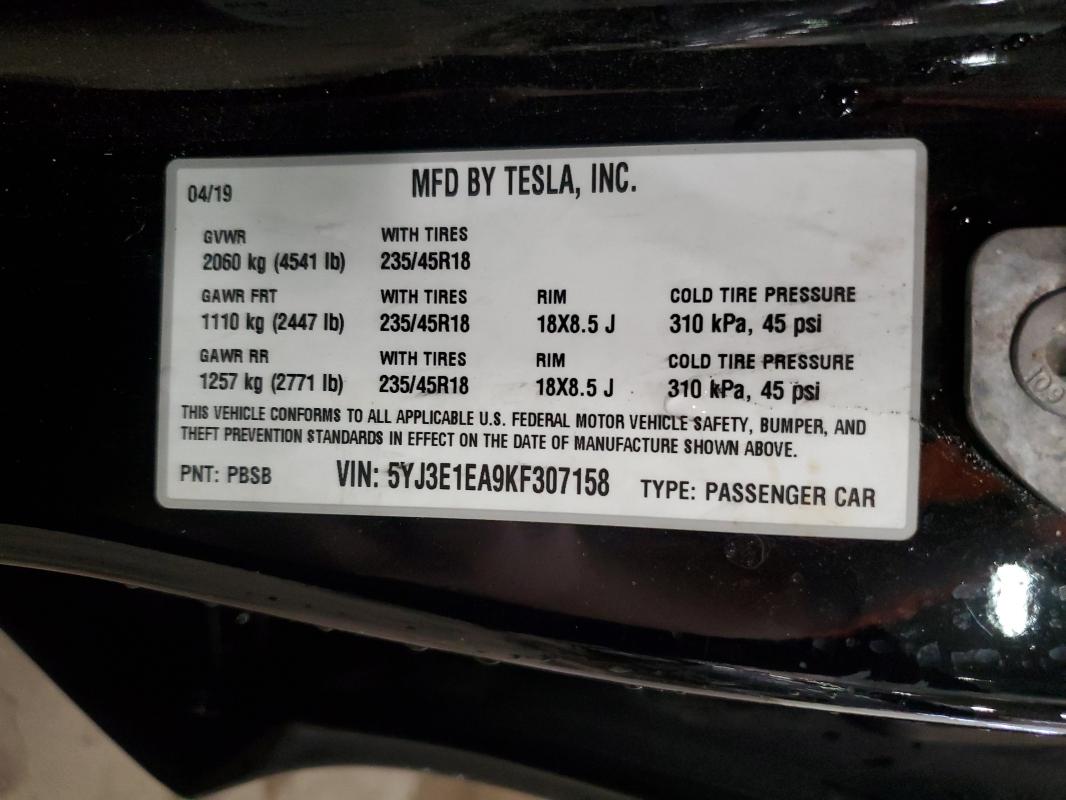 04/19 MFD BY TESLA, INC.
GVWR WITH TIRES
2060 kg (4541 lb) 235/45R18
GAWR FRT WITH TIRES RIM COLD TIRE PRESSURE
1110 kg (2447 lb) 235/45R18 18X8.5 J 310 kPa, 45 psi
GAWR RR WITH TIRES RIM COLD TIRE PRESSURE
1257 kg (2771 lb) 235/45R18 18X8.5 J 310 kPa, 45 psi
THIS VEHICLE CONFORMS TO ALL APPLICABLE U.S. FEDERAL MOTOR VEHICLE SAFETY, BUMPER, AND
THEFT PREVENTION STANDARDS IN EFFECT ON THE DATE OF MANUFACTURE SHOWN ABOVE.
PNT: PBSB VIN: 5YJ3E1EA9KF307158 TYPE: PASSENGER CAR